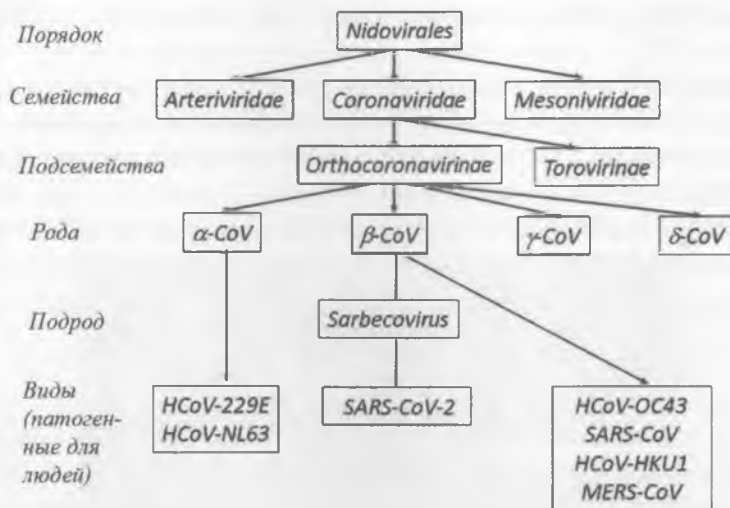 Порядок
Nidovirales
Семейства
Arteriviridae
Coronaviridae
Mesoniviridae
Подсемейства
Orthocoronavirinae
Torovirinae
Рода
α-CoV
β-CoV
γ-CoV
δ-CoV
Подрод
Sarbecovirus
Виды
(патоген-
ные для
людей)
HCoV-229E
HCoV-NL63
SARS-CoV-2
HCoV-OC43
SARS-CoV
HCoV-HKU1
MERS-CoV